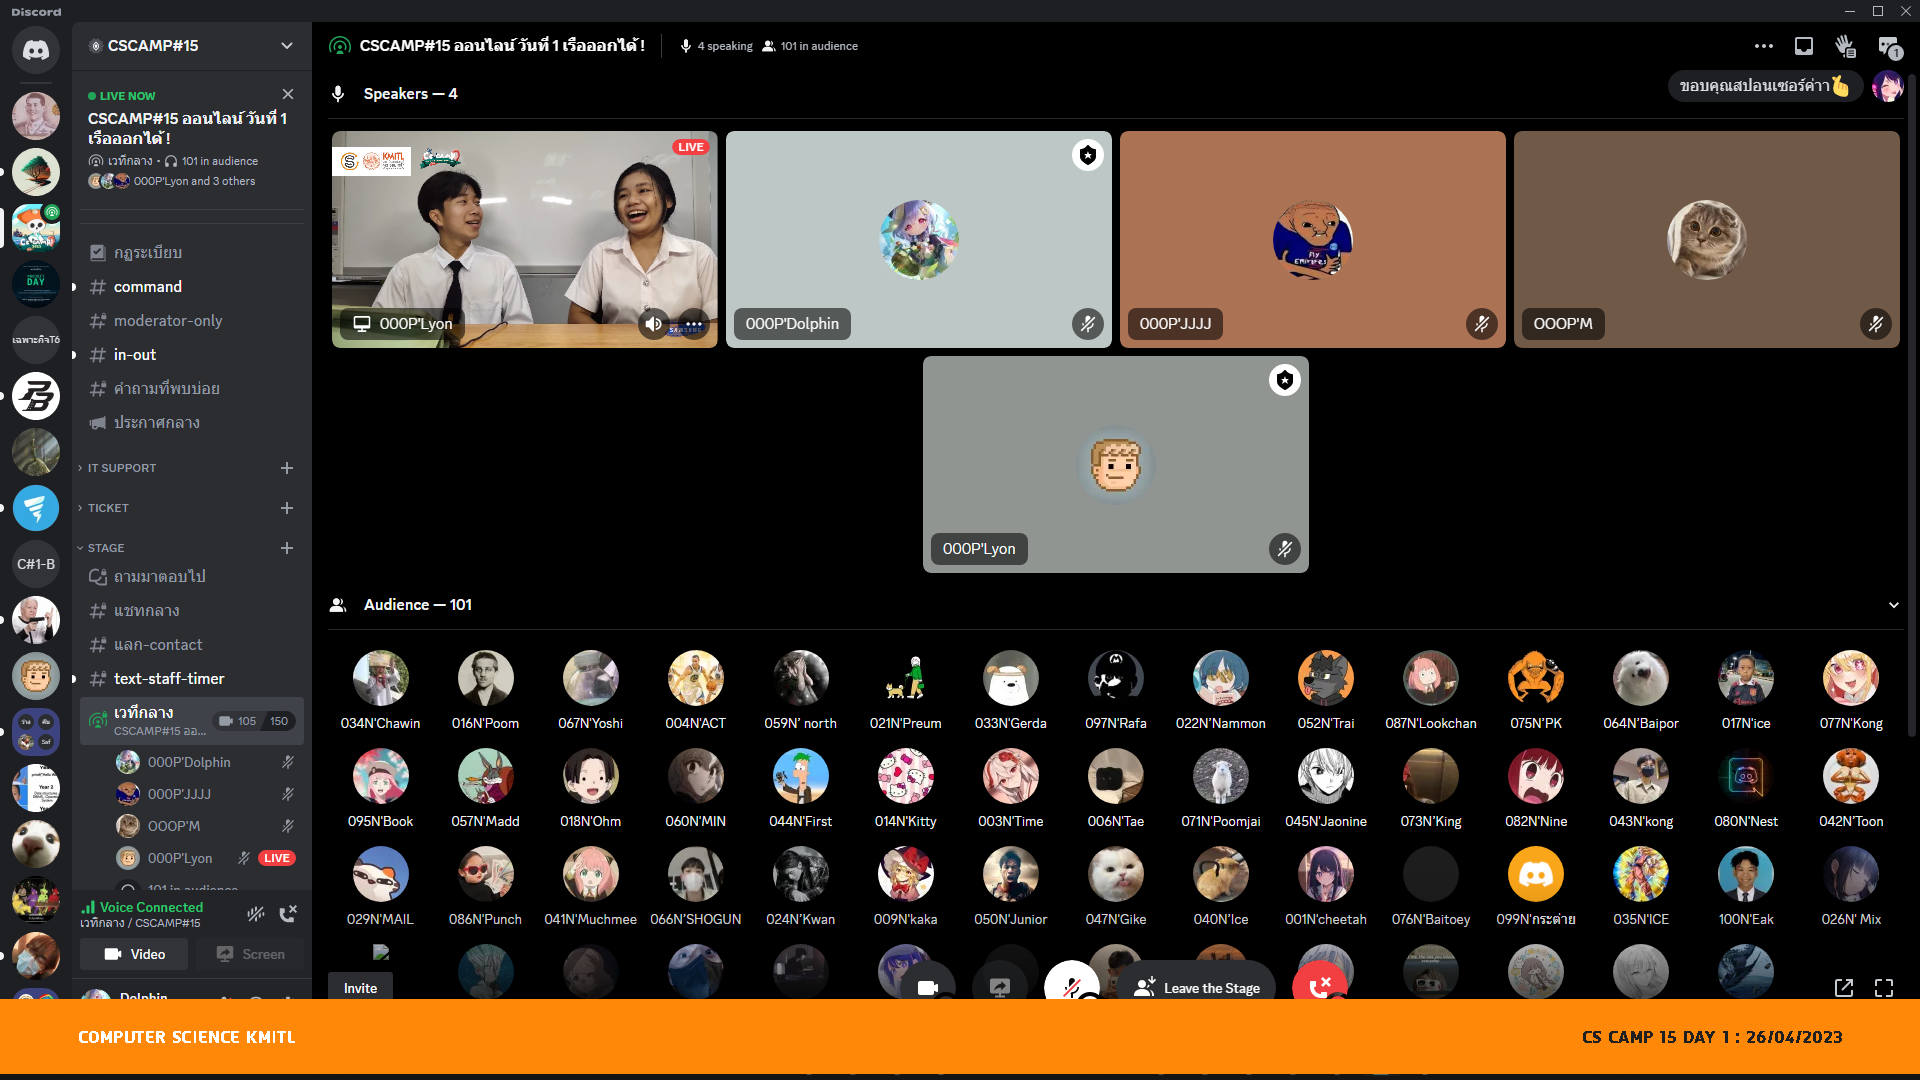 Discord
CSCAMP#15
LIVE NOW
CSCAMP#15 ออนไลน์ วันที่ 1
เรือออกได้ !
เวทีกลาง • 101 in audience
000P'Lyon and 3 others
กฎระเบียบ
command
moderator-only
in-out
คำถามที่พบบ่อย
ประกาศกลาง
IT SUPPORT
TICKET
STAGE
ถามมาตอบไป
แชทกลาง
แลก-contact
text-staff-timer
เวทีกลาง
105 150
CSCAMP#15 ออ...
000P'Dolphin
000P'JJJJ
OOOP'M
000P'Lyon LIVE
101 in audience
Voice Connected
เวทีกลาง / CSCAMP#15
Video Screen
Dolphin
DAY
เฉพาะกิจT6
C#1-B
CSCAMP#15 ออนไลน์ วันที่ 1 เรือออกได้ ! 4 speaking 101 in audience
1
ขอบคุณสปอนเซอร์ค่าา
Speakers — 4
KMITL
LIVE
000P'Lyon
SAMSUNG
000P'Dolphin
Fly
Emirates
000P'JJJJ
OOOP'M
000P'Lyon
Audience — 101
034N'Chawin 016N'Poom 067N'Yoshi 004N'ACT 059N' north 021N'Preum 033N'Gerda 097N'Rafa 022N'Nammon 052N'Trai 087N'Lookchan 075N'PK 064N'Baipor 017N'ice 077N'Kong
095N'Book 057N'Madd 018N'Ohm 060N'MIN 044N'First 014N'Kitty 003N'Time 006N'Tae 071N'Poomjai 045N'Jaonine 073N'King 082N'Nine 043N'kong 080N'Nest 042N'Toon
029N'MAIL 086N'Punch 041N'Muchmee 066N'SHOGUN 024N'Kwan 009N'kaka 050N'Junior 047N'Gike 040N'Ice 001N'cheetah 076N'Baitoey 099N'กระต่าย 035N'ICE 100N'Eak 026N' Mix
Invite
Leave the Stage
COMPUTER SCIENCE KMITL
CS CAMP 15 DAY 1 : 26/04/2023